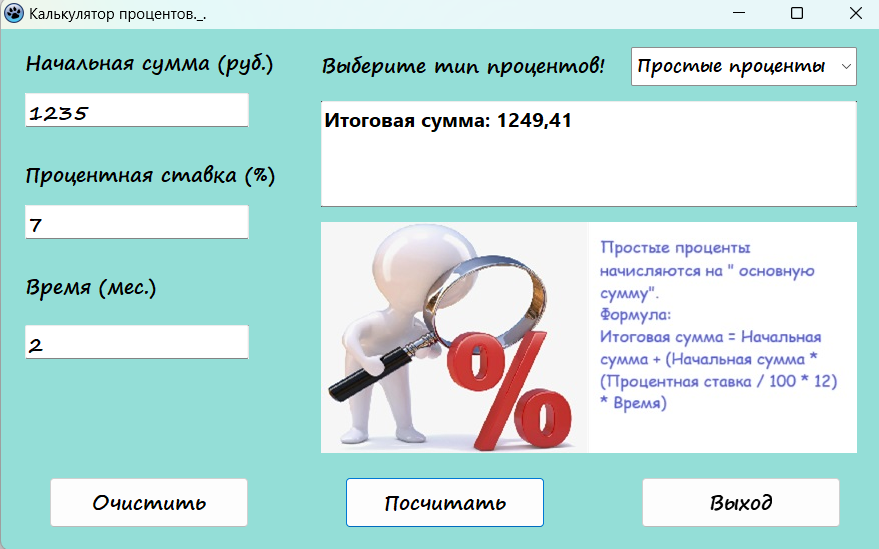 Калькулятор процентов._.
Начальная сумма (руб.)
1235
Процентная ставка (%)
7
Время (мес.)
2
Выберите тип процентов!
Простые проценты
Итоговая сумма: 1249,41
%
Простые проценты
начисляются на " основную
сумму".
Формула:
Итоговая сумма = Начальная
сумма + (Начальная сумма *
(Процентная ставка / 100 * 12)
* Время)
Очистить
Посчитать
Выход